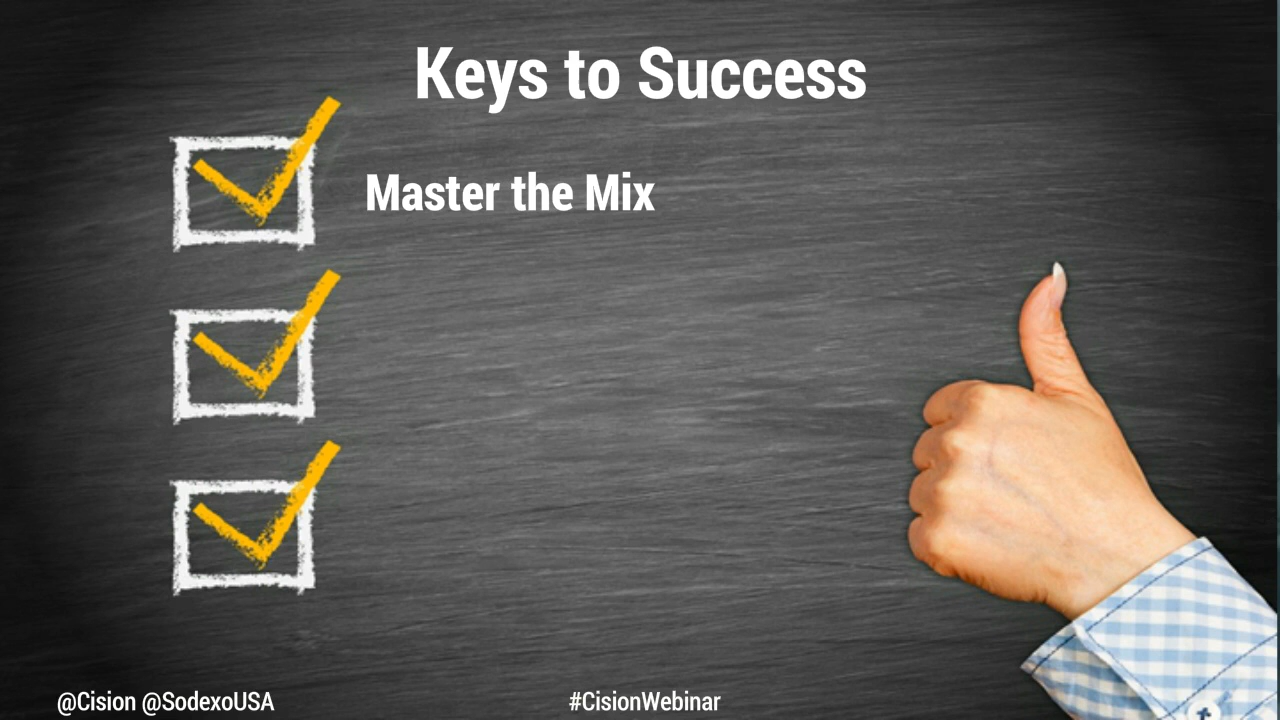 Keys to Success
Master the Mix
@Cision @SodexoUSA
#CisionWebinar